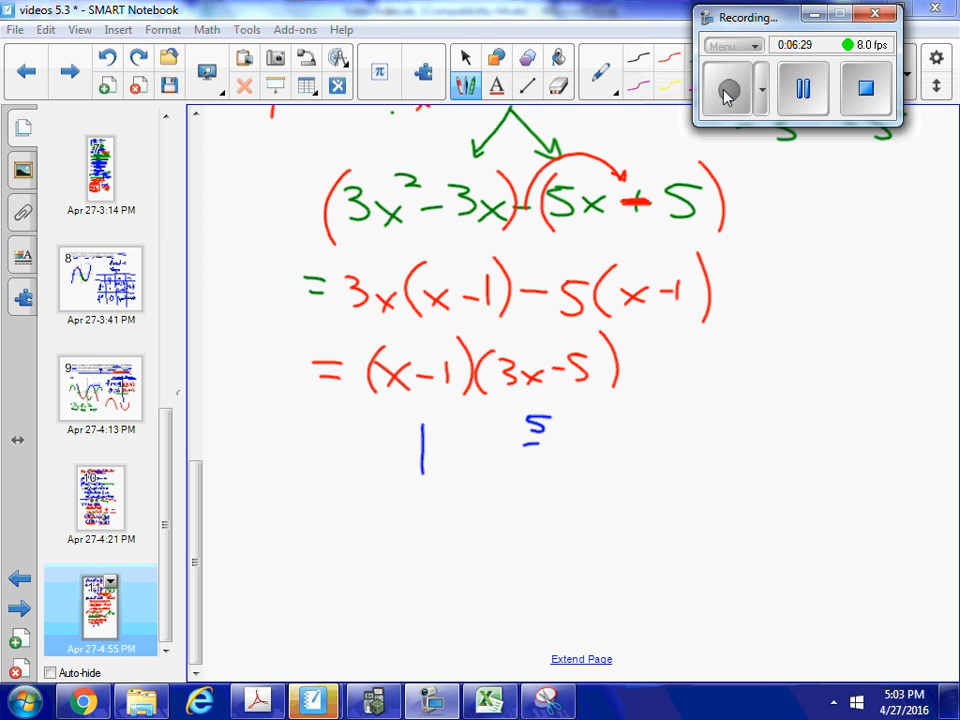 videos 5.3 * - SMART Notebook
File Edit View Insert Format Math Tools Add-ons Help
Recording...
Menu 0:06:29 8.0 fps
Apr 27-3:14 PM
8
Apr 27-3:41 PM
9
Apr 27-4:13 PM
10
Apr 27-4:21 PM
Apr 27-4:55 PM
Auto-hide
(3x² - 3x) - (5x + 5)
= 3x(x - 1) - 5(x - 1)
= (x - 1)(3x - 5)
1 5
Extend Page
5:03 PM
4/27/2016